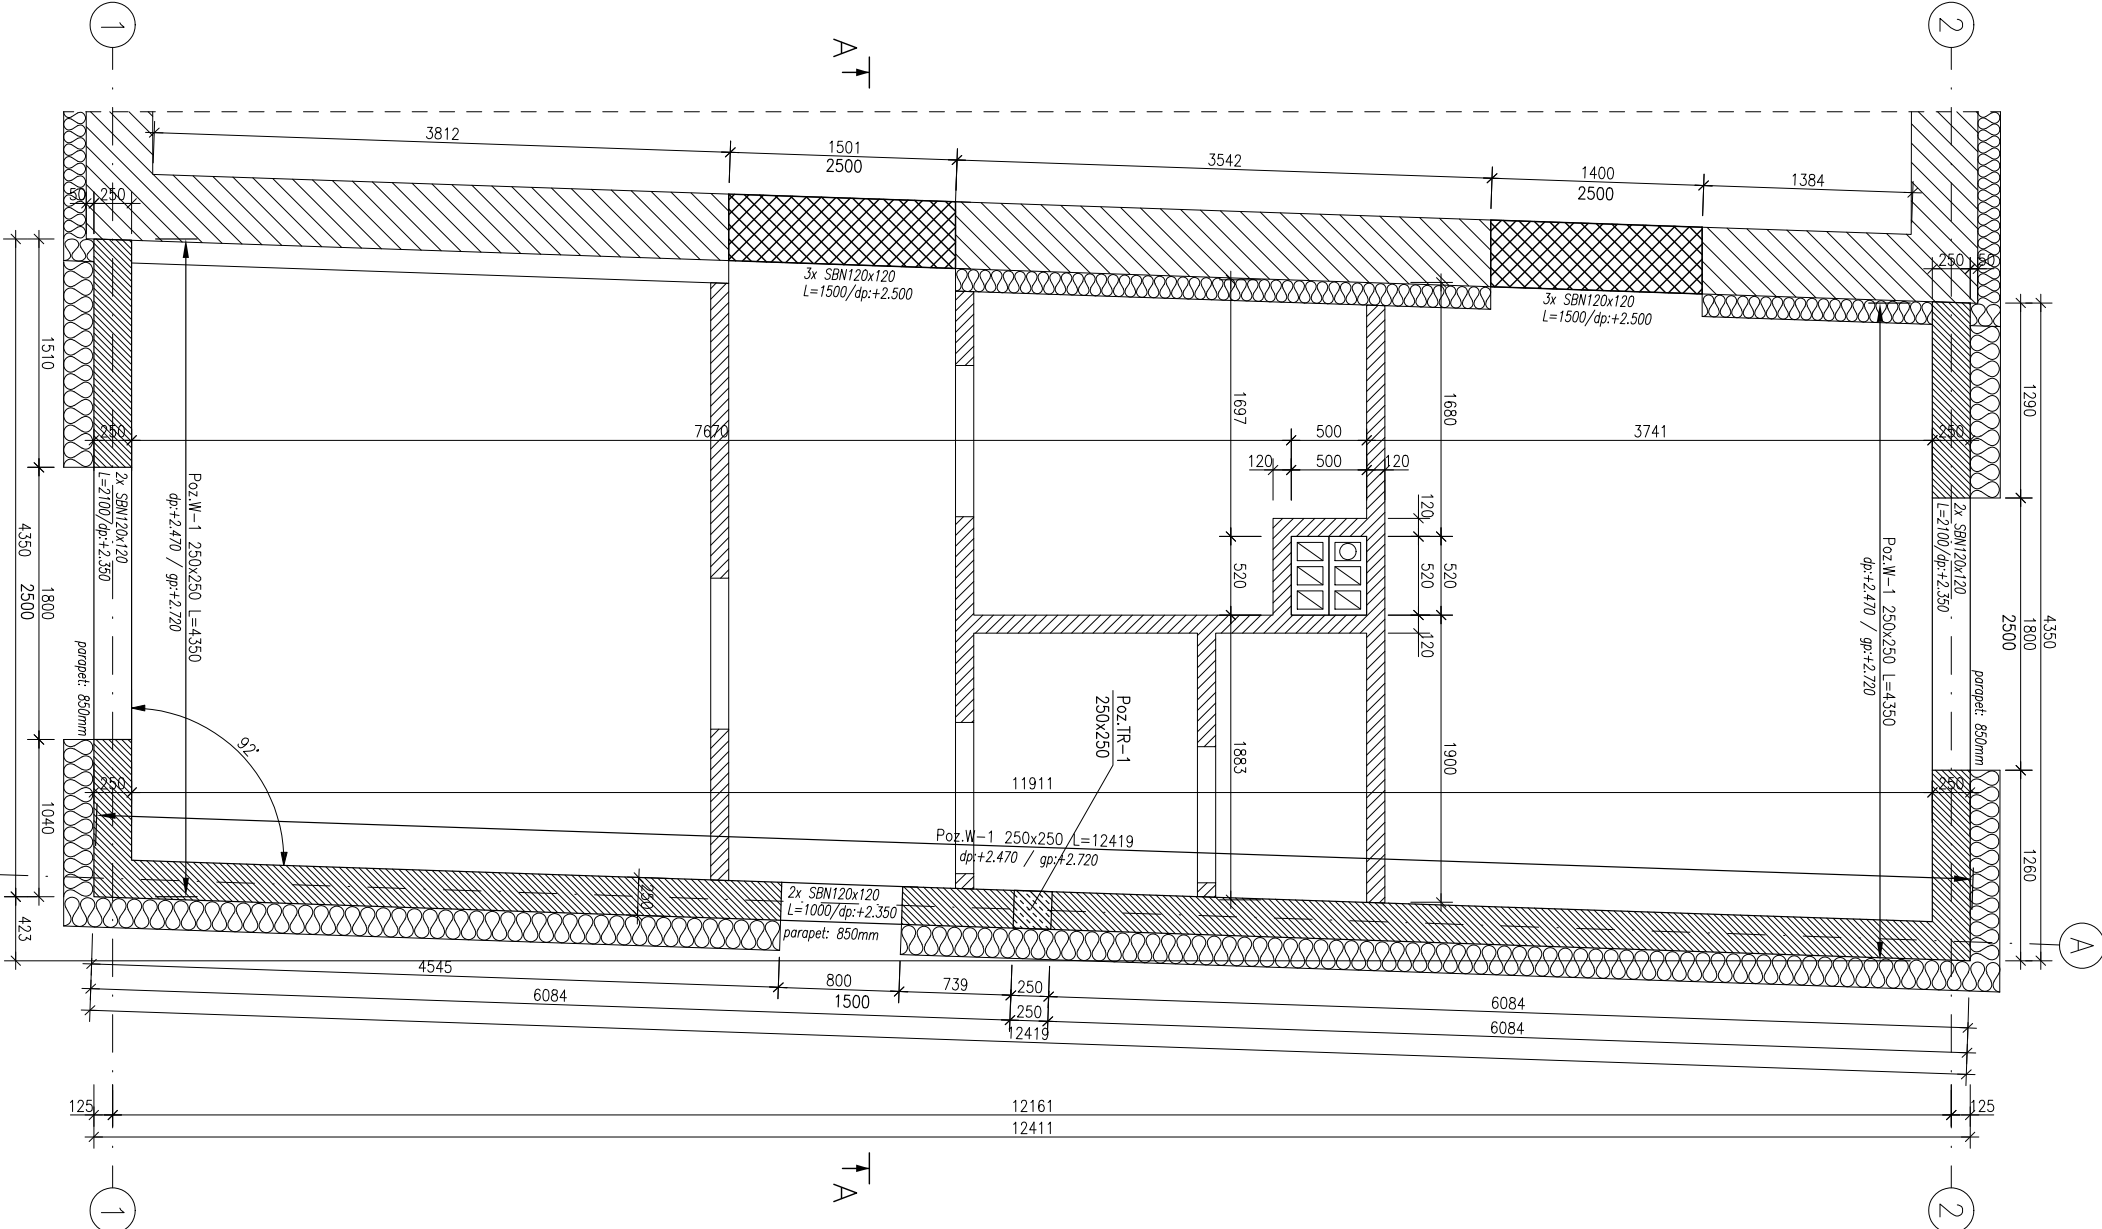 1
2
A
3812
1501
2500
3542
1400
2500
1384
50
250
250
50
3x SBN120x120
L=1500/dp:+2.500
3x SBN120x120
L=1500/dp:+2.500
1510
1697
1680
1290
250
7670
500
3741
250
120
500
120
2x SBN120x120
L=2100/dp:+2.350
Poz.W-1 250x250 L=4350
dp:+2.470 / gp:+2.720
120
520
520
520
120
Poz.W-1 250x250 L=4350
dp:+2.470 / gp:+2.720
2x SBN120x120
L=2100/dp:+2.350
4350
2500
1800
4350
1800
2500
parapet: 850mm
parapet: 850mm
Poz.TR-1
250x250
92°
1883
1900
250
11911
250
1040
1260
Poz.W-1 250x250 L=12419
dp:+2.470 / gp:+2.720
250
2x SBN120x120
L=1000/dp:+2.350
parapet: 850mm
423
A
4545
800
1500
739
250
6084
6084
250
6084
12419
125
12161
125
12411
A
1
2